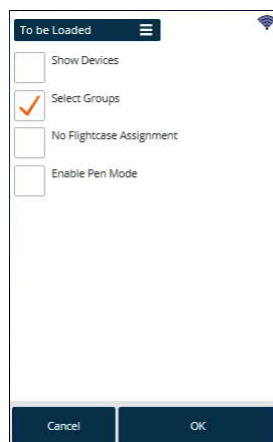 To be Loaded
Show Devices
Select Groups
No Flightcase Assignment
Enable Pen Mode
Cancel
OK